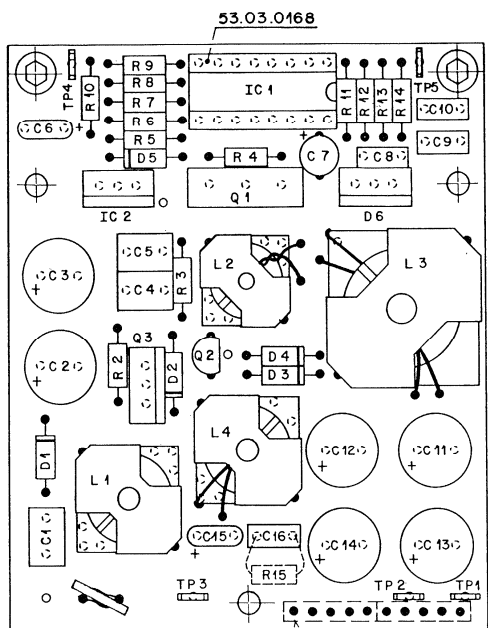 53.03.0168
TP4
R10
R9
R8
R7
R6
R5
D5
IC1
R11
R12
R13
R14
TP5
C10
C9
C6
+
R4
+
C7
C8
IC2
Q1
D6
C3
+
C5
C4
R3
L2
L3
C2
+
R2
Q3
D2
Q2
D4
D3
D1
L1
L4
C12
+
C11
+
C1
C15
+
C16
C14
+
C13
+
R15
TP3
TP2
TP1